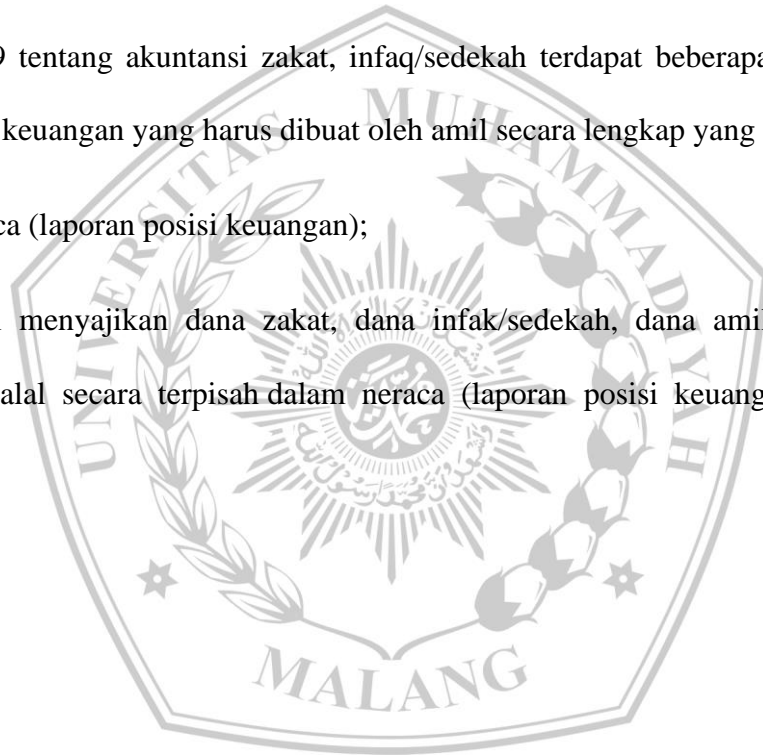 9 tentang akuntansi zakat, infaq/sedekah terdapat beberapa
keuangan yang harus dibuat oleh amil secara lengkap yang
ca (laporan posisi keuangan);
menyajikan dana zakat, dana infak/sedekah, dana amil
alal secara terpisah dalam neraca (laporan posisi keuang
UNIVERSITAS MUHAMMADIYAH
MALANG